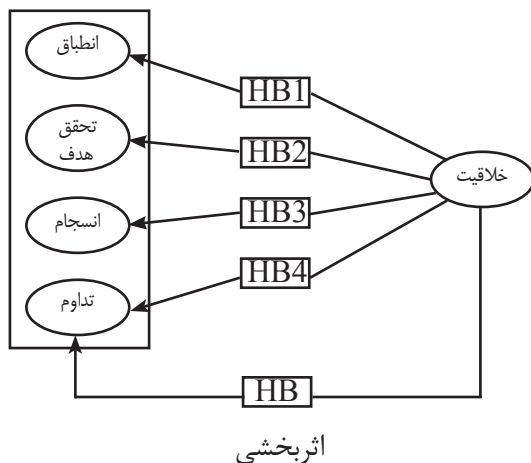 انطباق
HB1
تحقق
هدف
HB2
خلاقیت
انسجام
HB3
HB4
تداوم
HB
اثربخشی